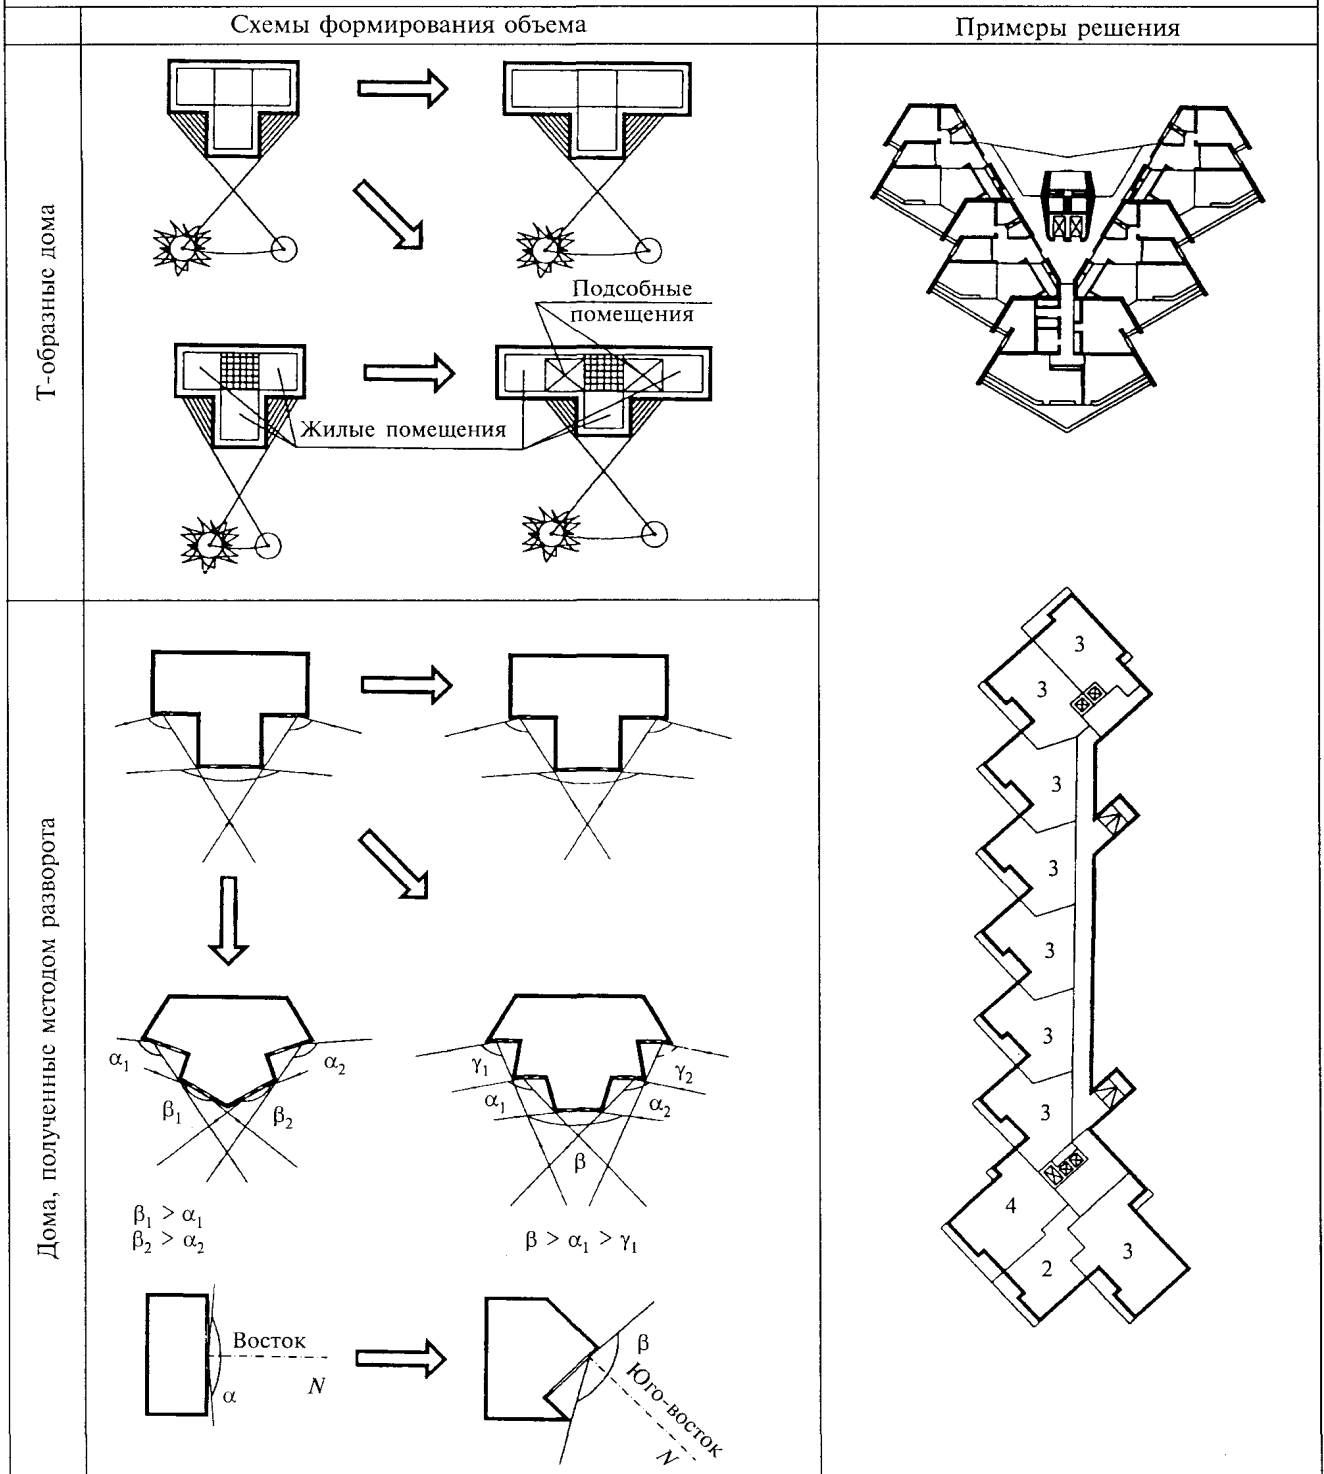 Схемы формирования объема
Примеры решения
Т-образные дома
Подсобные
помещения
Жилые помещения
Дома, полученные методом разворота
α₁
α₂
β₁
β₂
γ₁
γ₂
α₁
α₂
β
β₁ > α₁
β₂ > α₂
β > α₁ > γ₁
Восток
N
α
β
Юго-восток
N
3
3
3
3
3
3
3
4
2
3